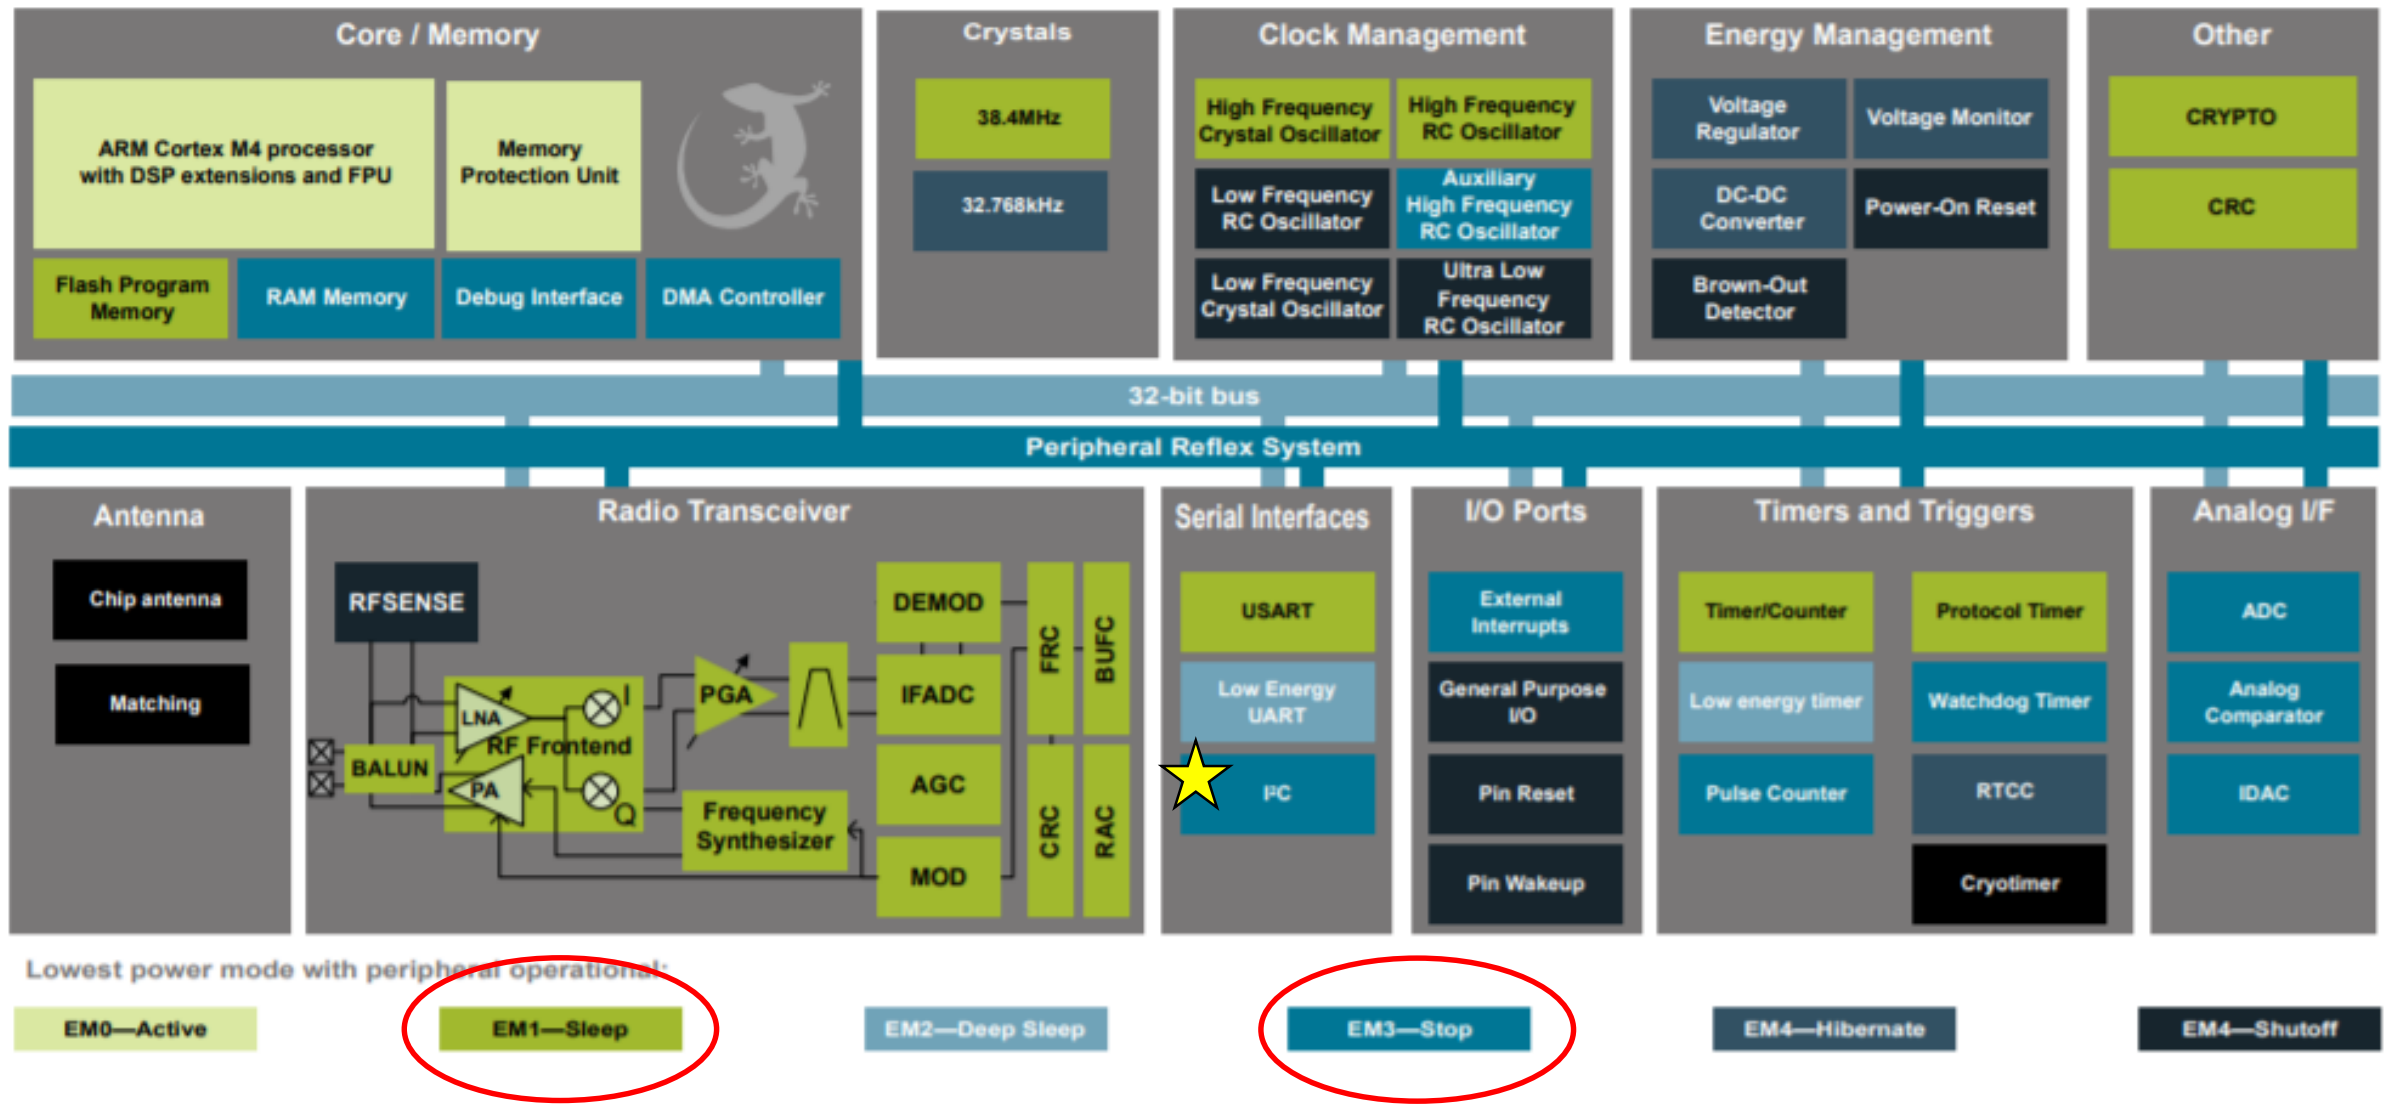 Core / Memory
ARM Cortex M4 processor
with DSP extensions and FPU
Memory
Protection Unit
Flash Program
Memory
RAM Memory
Debug Interface
DMA Controller
Crystals
38.4MHz
32.768kHz
Clock Management
High Frequency
Crystal Oscillator
High Frequency
RC Oscillator
Low Frequency
RC Oscillator
Auxiliary
High Frequency
RC Oscillator
Low Frequency
Crystal Oscillator
Ultra Low
Frequency
RC Oscillator
Energy Management
Voltage
Regulator
Voltage Monitor
DC-DC
Converter
Power-On Reset
Brown-Out
Detector
Other
CRYPTO
CRC
32-bit bus
Peripheral Reflex System
Antenna
Chip antenna
Matching
Radio Transceiver
RFSENSE
BALUN
LNA
RF Frontend
PA
I
Q
PGA
Frequency
Synthesizer
DEMOD
IFADC
AGC
MOD
FRC
BUFC
CRC
RAC
Serial Interfaces
USART
Low Energy
UART
I²C
I/O Ports
External
Interrupts
General Purpose
I/O
Pin Reset
Pin Wakeup
Timers and Triggers
Timer/Counter
Protocol Timer
Low energy timer
Watchdog Timer
Pulse Counter
RTCC
Cryotimer
Analog I/F
ADC
Analog
Comparator
IDAC
Lowest power mode with peripheral operational:
EM0—Active
EM1—Sleep
EM2—Deep Sleep
EM3—Stop
EM4—Hibernate
EM4—Shutoff